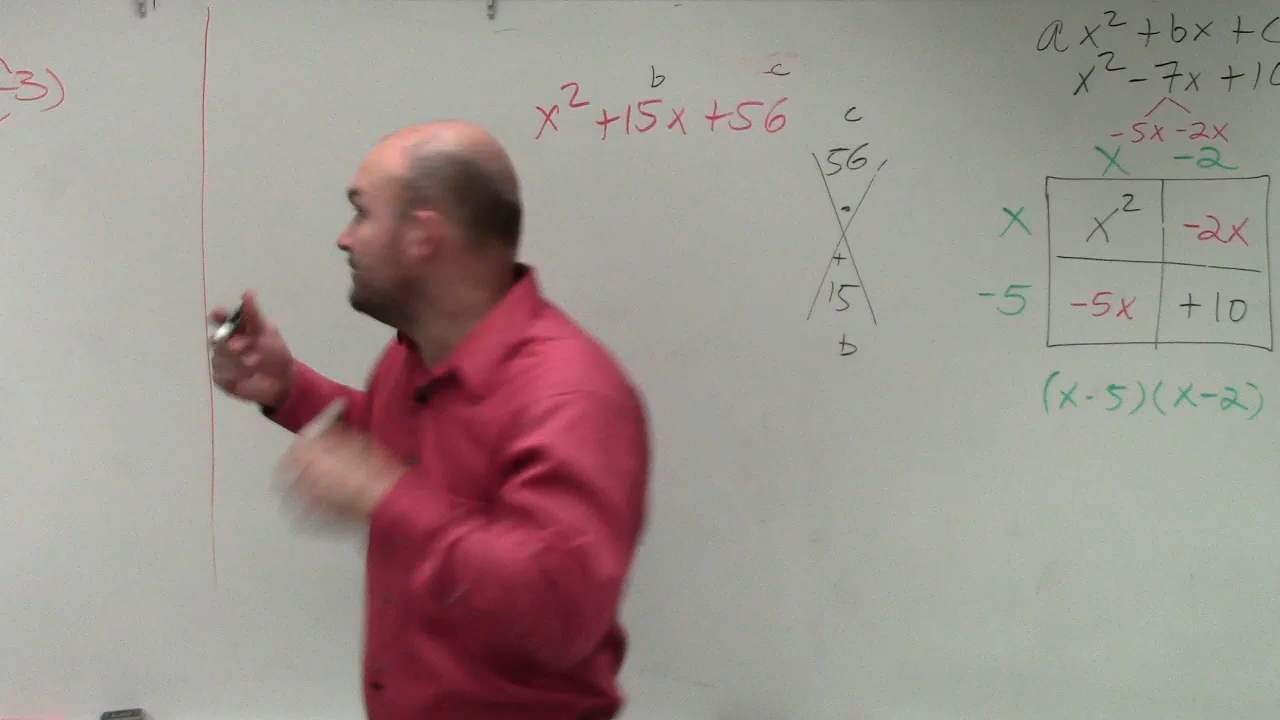 -3)
b c
x² +15x +56
c
56
·
+
15
b
ax² + bx + c
x² - 7x + 10
-5x -2x
x -2
x x² -2x
-5 -5x +10
(x - 5)(x - 2)